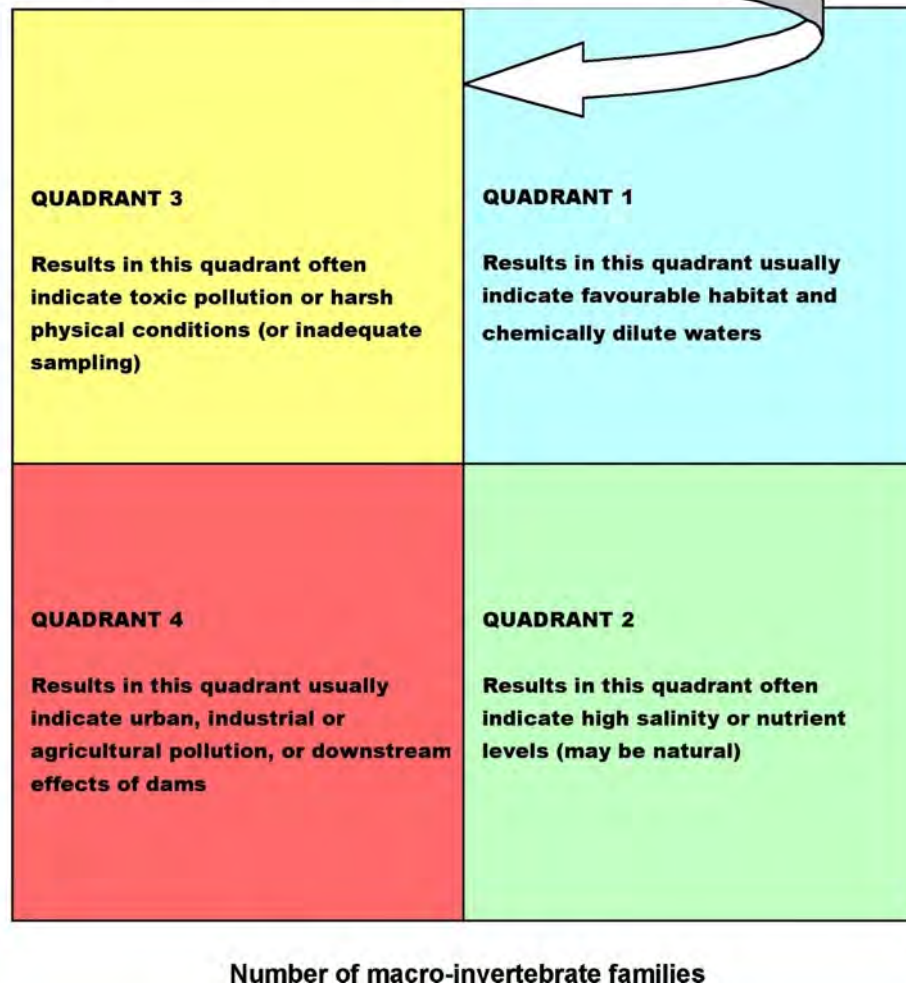 QUADRANT 3
Results in this quadrant often
indicate toxic pollution or harsh
physical conditions (or inadequate
sampling)
QUADRANT 1
Results in this quadrant usually
indicate favourable habitat and
chemically dilute waters
QUADRANT 4
Results in this quadrant usually
indicate urban, industrial or
agricultural pollution, or downstream
effects of dams
QUADRANT 2
Results in this quadrant often
indicate high salinity or nutrient
levels (may be natural)
Number of macro-invertebrate families